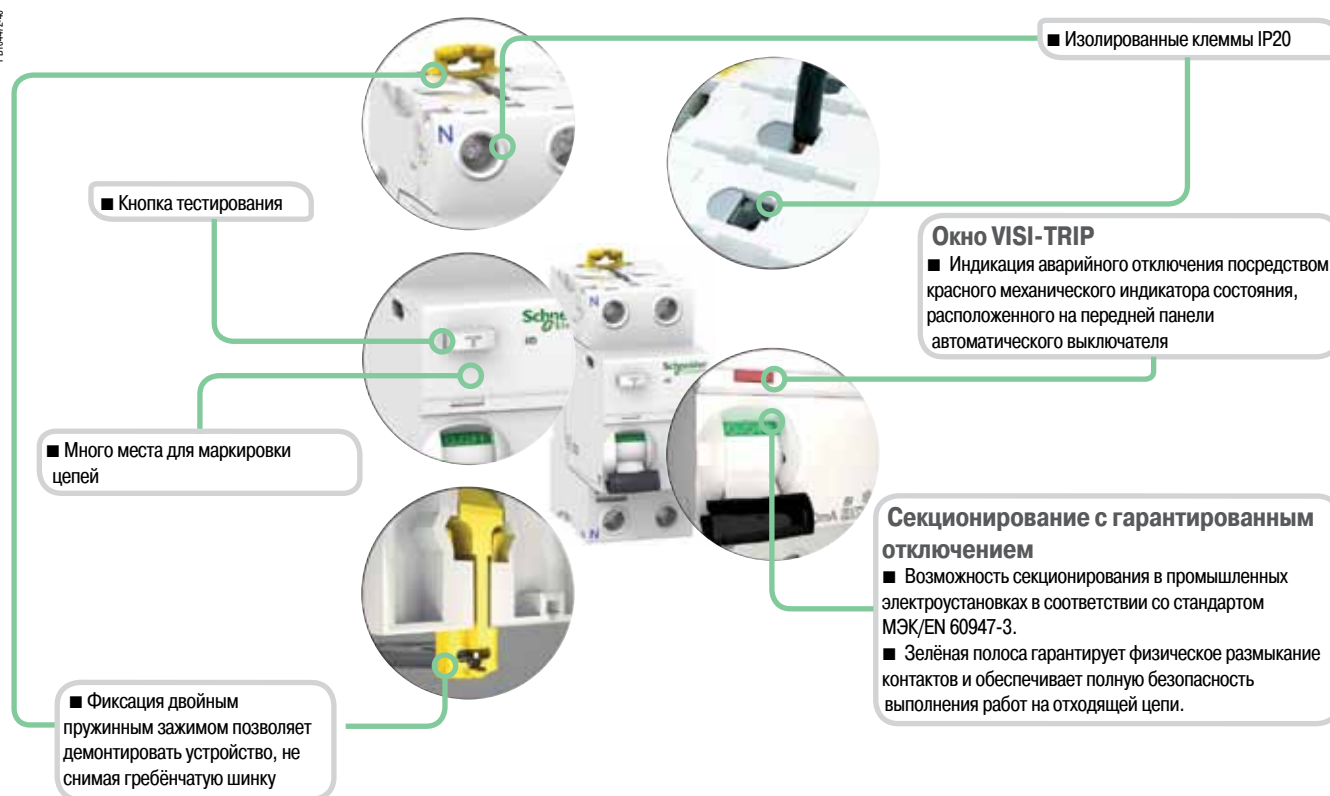 ■ Изолированные клеммы IP20
N
■ Кнопка тестирования
Окно VISI-TRIP
■ Индикация аварийного отключения посредством
красного механического индикатора состояния,
расположенного на передней панели
автоматического выключателя
N
Schne
Schneider
■ Много места для маркировки
цепей
Секционирование с гарантированным
отключением
■ Возможность секционирования в промышленных
электроустановках в соответствии со стандартом
МЭК/EN 60947-3.
■ Зелёная полоса гарантирует физическое размыкание
контактов и обеспечивает полную безопасность
выполнения работ на отходящей цепи.
N
■ Фиксация двойным
пружинным зажимом позволяет
демонтировать устройство, не
снимая гребёнчатую шинку